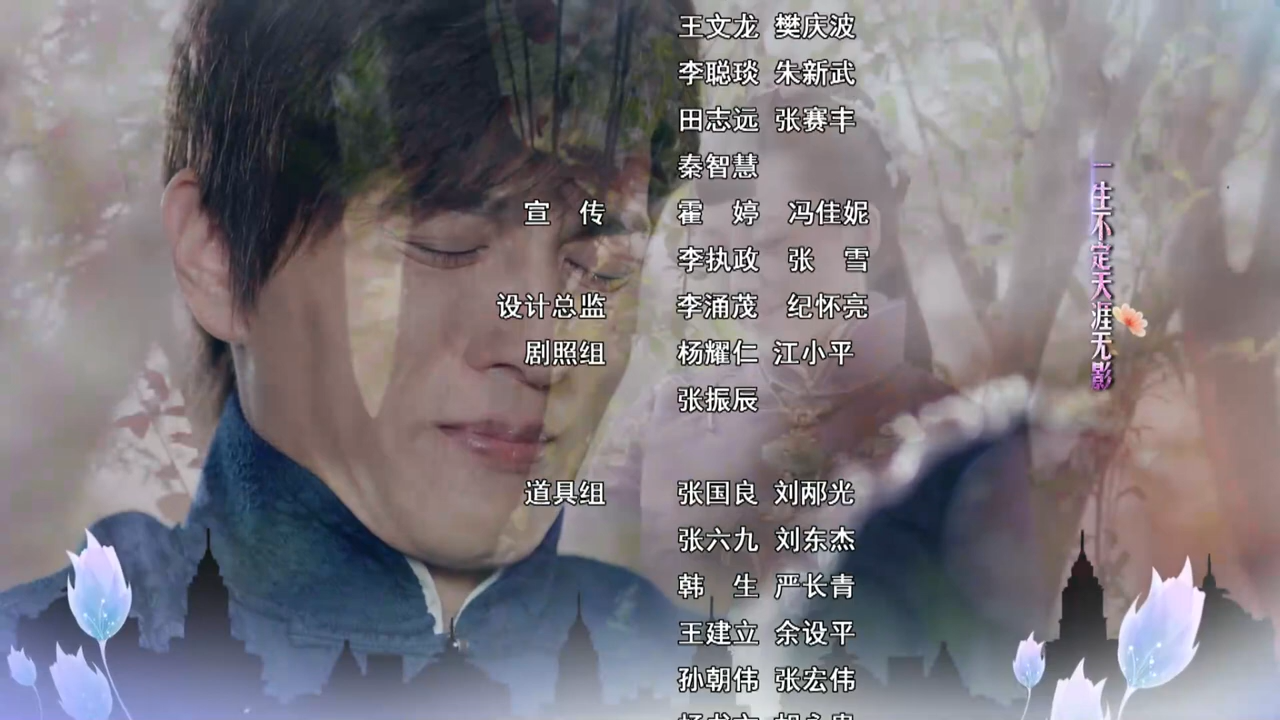 王文龙 樊庆波
李聪琰 朱新武
田志远 张赛丰
秦智慧
宣 传 霍 婷 冯佳妮
李执政 张 雪
设计总监 李涌茂 纪怀亮
剧照组 杨耀仁 江小平
张振辰
道具组 张国良 刘邴光
张六九 刘东杰
韩 生 严长青
王建立 余设平
孙朝伟 张宏伟
一生不定天涯无影